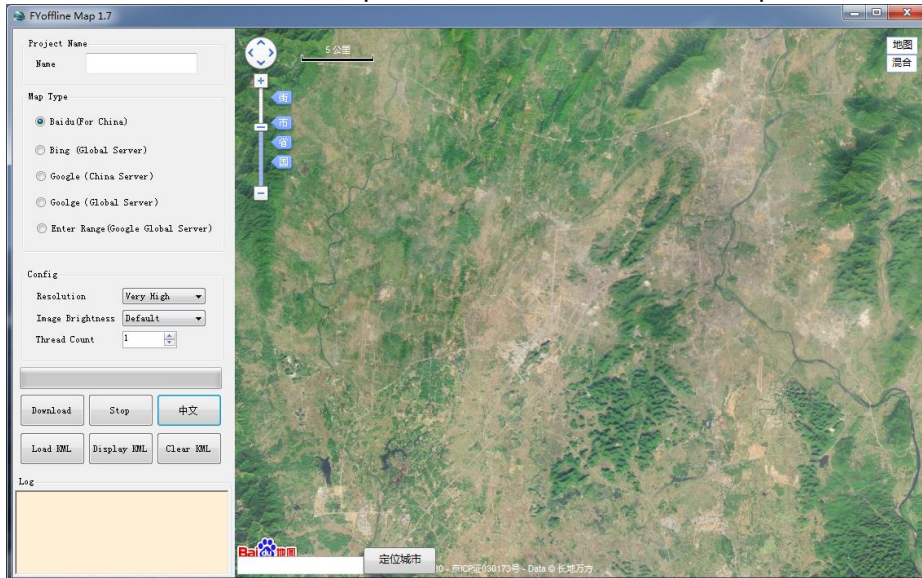 FYoffline Map 1.7
Project Name
Name
Map Type
Baidu(For China)
Bing (Global Server)
Google (China Server)
Goolge (Global Server)
Enter Range(Google Global Server)
Config
Resolution Very High
Image Brightness Default
Thread Count 1
Download Stop 中文
Load KML Display KML Clear KML
Log
5 公里
地图
混合
街
市
省
国
Bai 地图
定位城市
京ICP证030173号 - Data © 长地万方